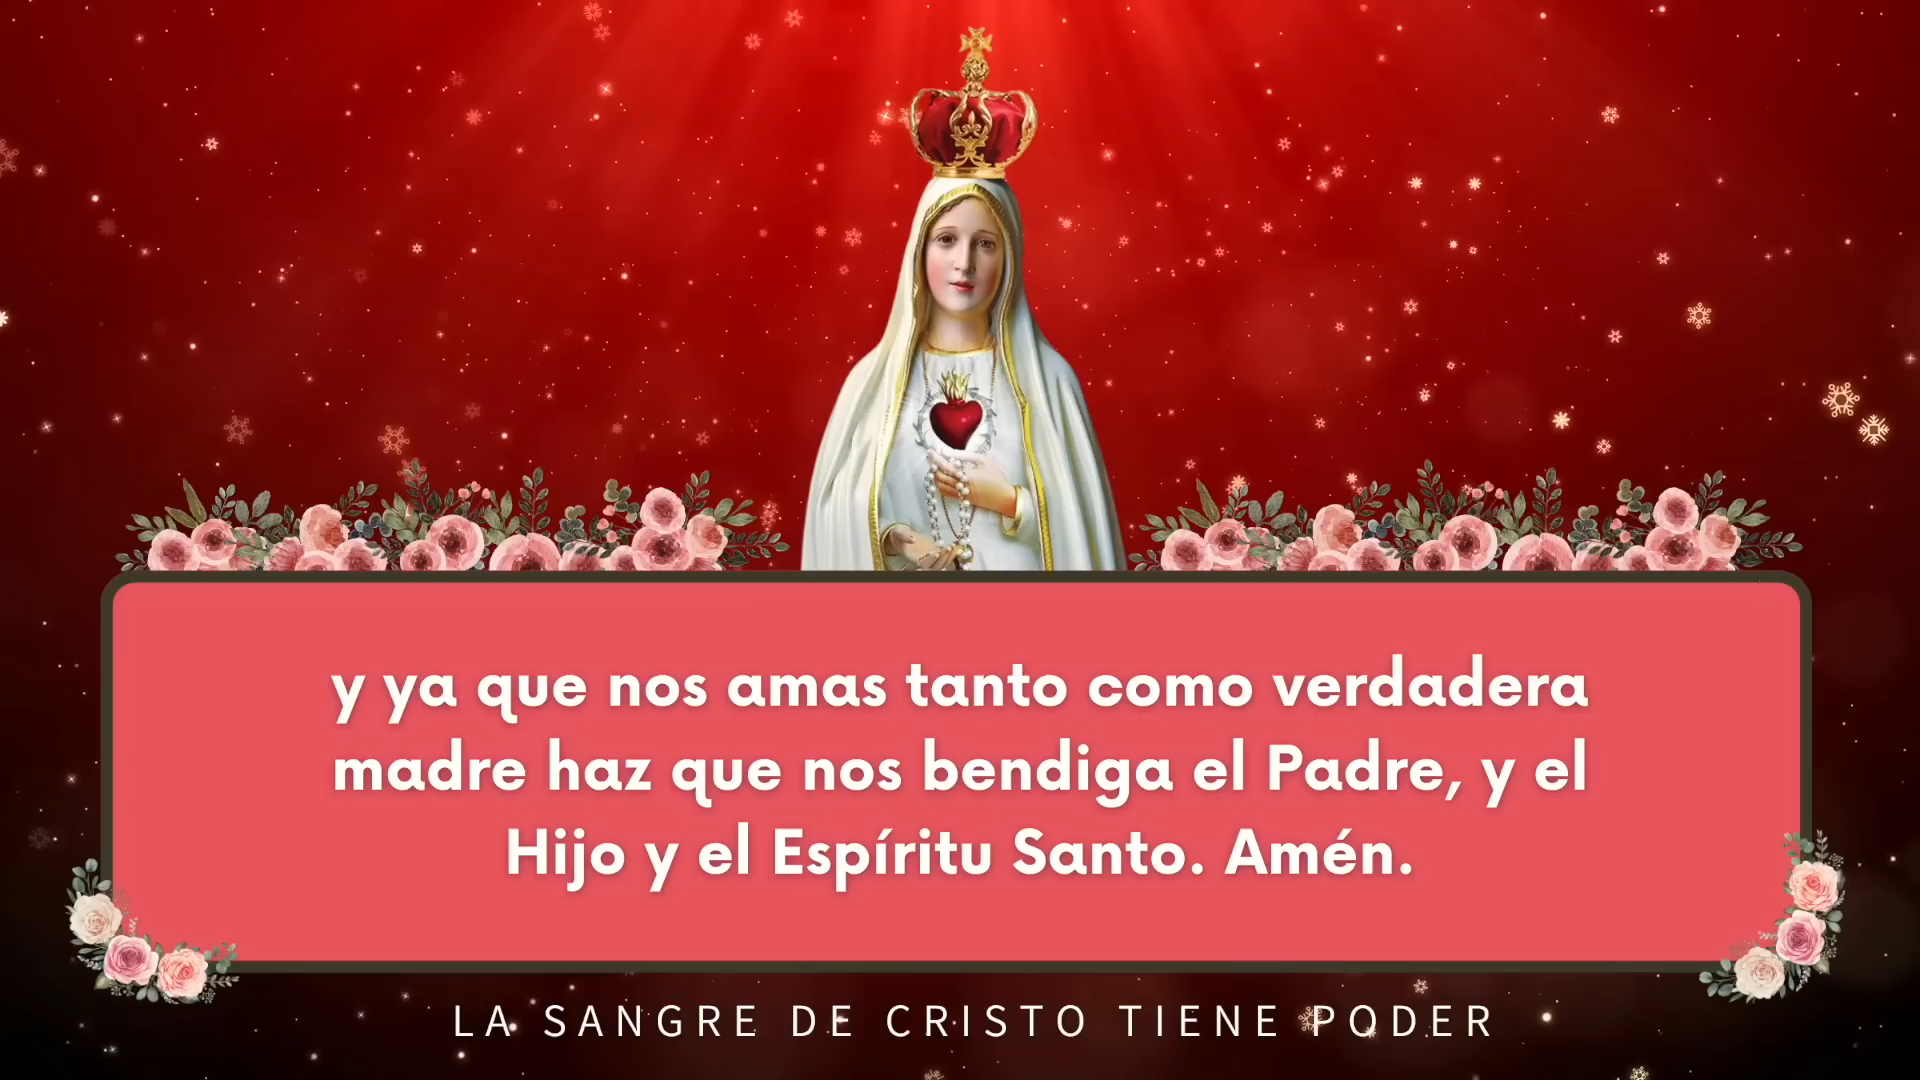 y ya que nos amas tanto como verdadera
madre haz que nos bendiga el Padre, y el
Hijo y el Espíritu Santo. Amén.
LA SANGRE DE CRISTO TIENE PODER